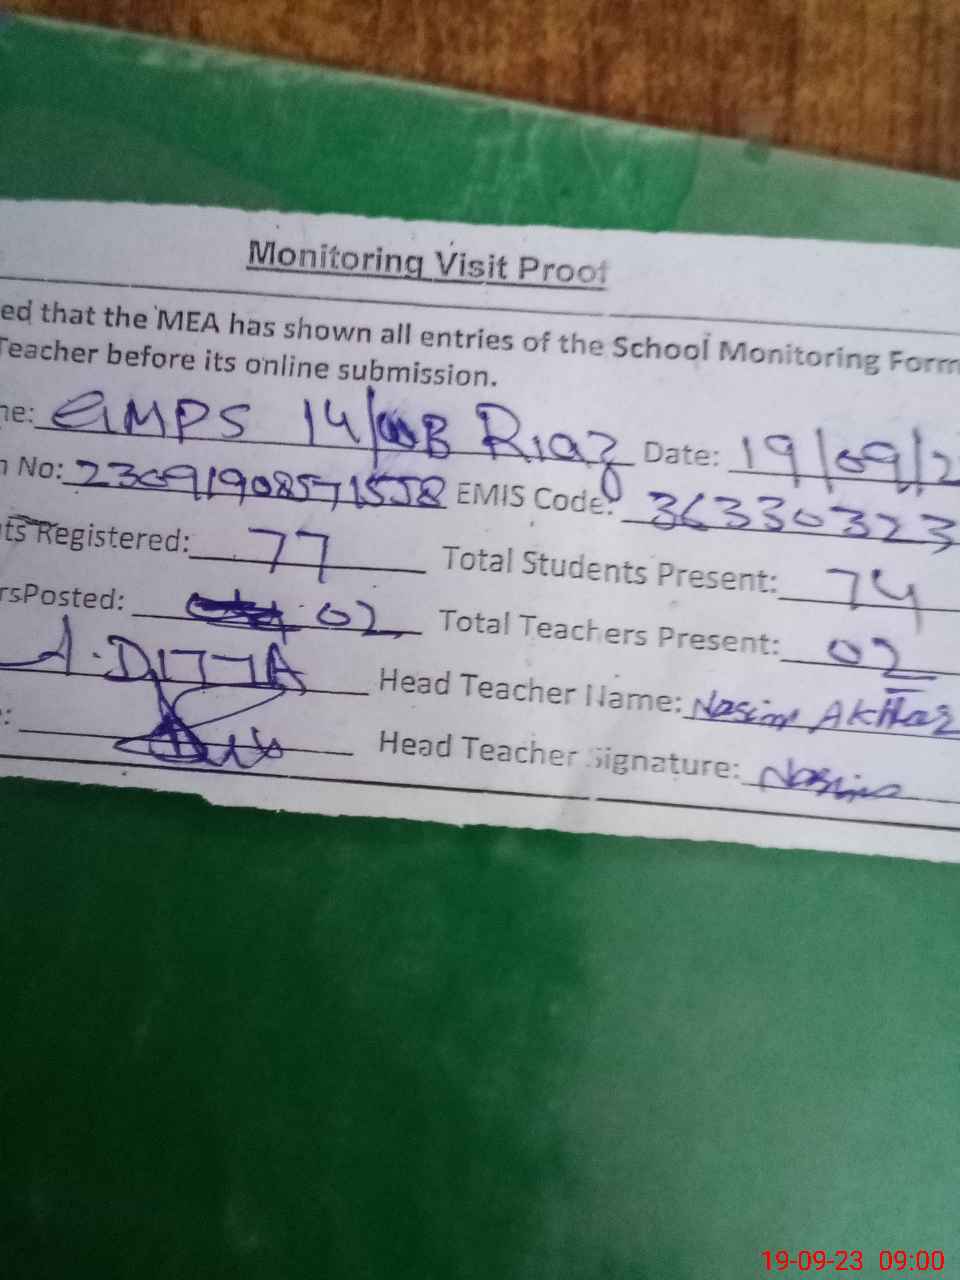 Monitoring Visit Proof
ed that the MEA has shown all entries of the School Monitoring Form
Teacher before its online submission.
ne: GMPS 14/ B Riaz Date: 19/09/2
n No: 23091908571558 EMIS Code: 36330323
ts Registered: 77 Total Students Present: 74
rsPosted: 02 Total Teachers Present: 02
A.DITTA Head Teacher Name: Nasim AKHtar
e: Head Teacher Signature: Nasim
19-09-23 09:00